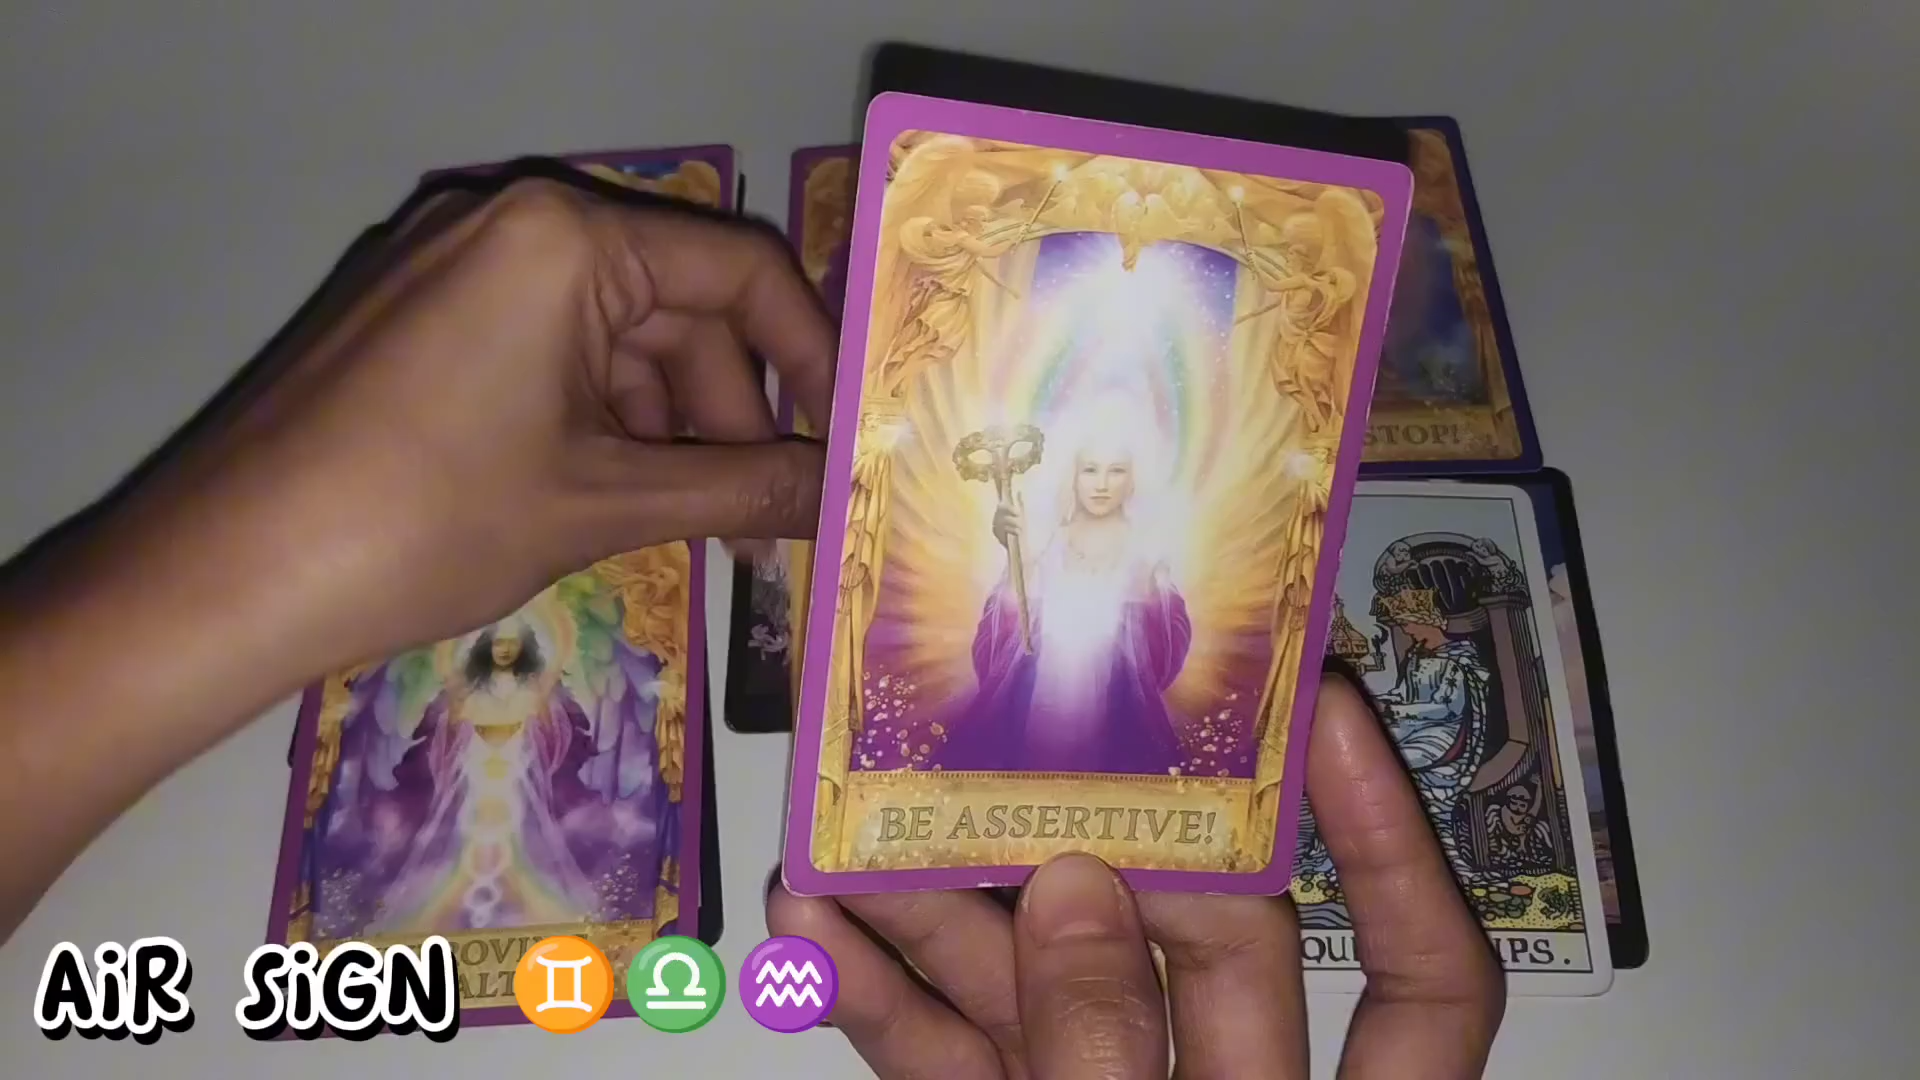 STOP!
BE ASSERTIVE!
AiR SiGN ♊ ♎ ♒